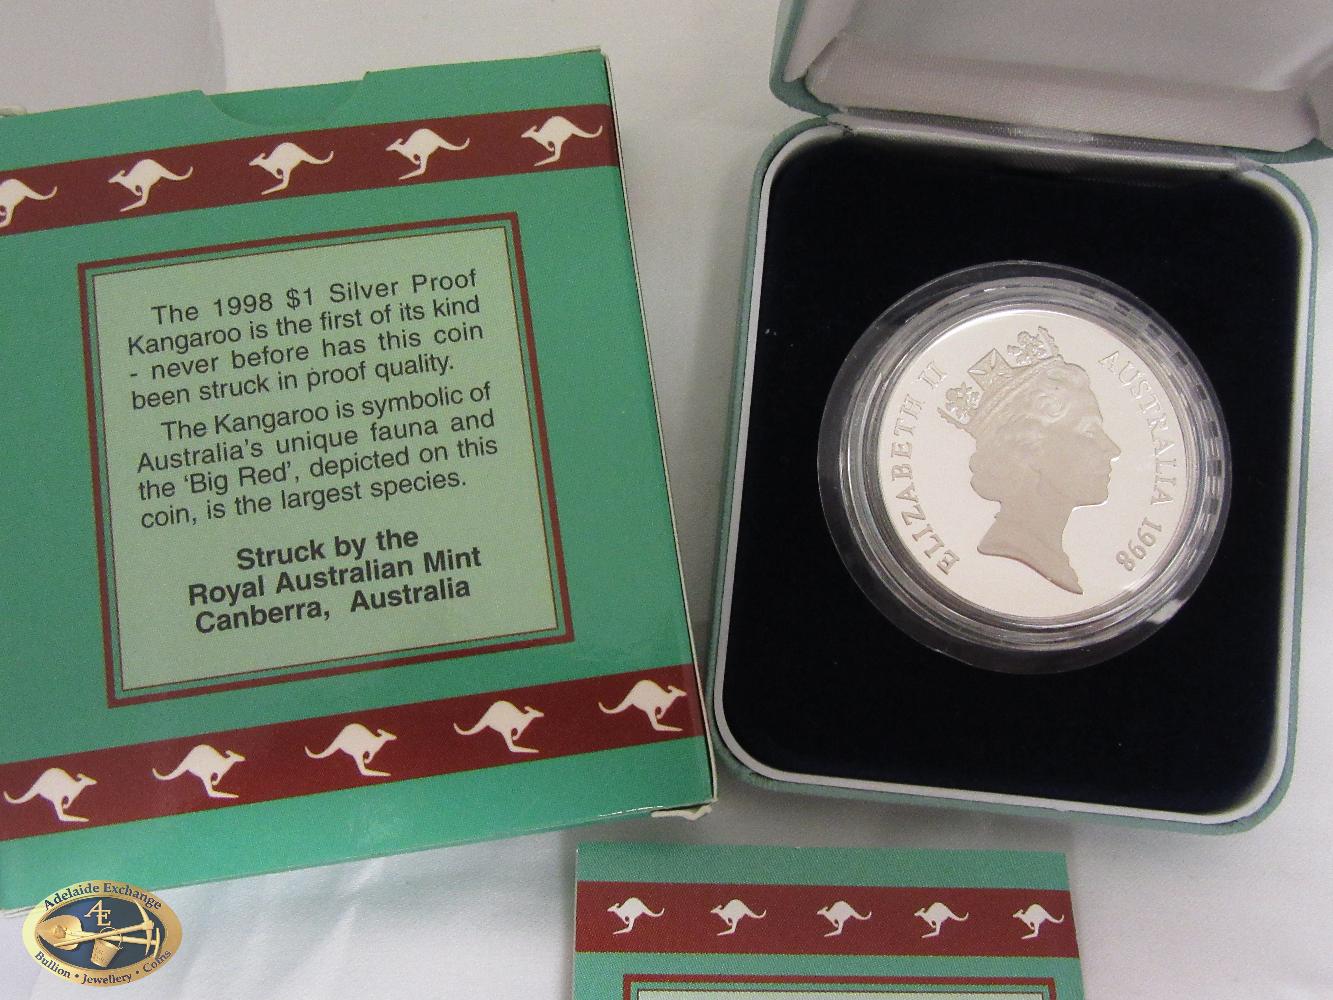 The 1998 $1 Silver Proof
Kangaroo is the first of its kind
- never before has this coin
been struck in proof quality.
The Kangaroo is symbolic of
Australia's unique fauna and
the 'Big Red', depicted on this
coin, is the largest species.
Struck by the
Royal Australian Mint
Canberra, Australia
ELIZABETH II
AUSTRALIA 1998
Adelaide Exchange
AE
Bullion • Jewellery • Coins